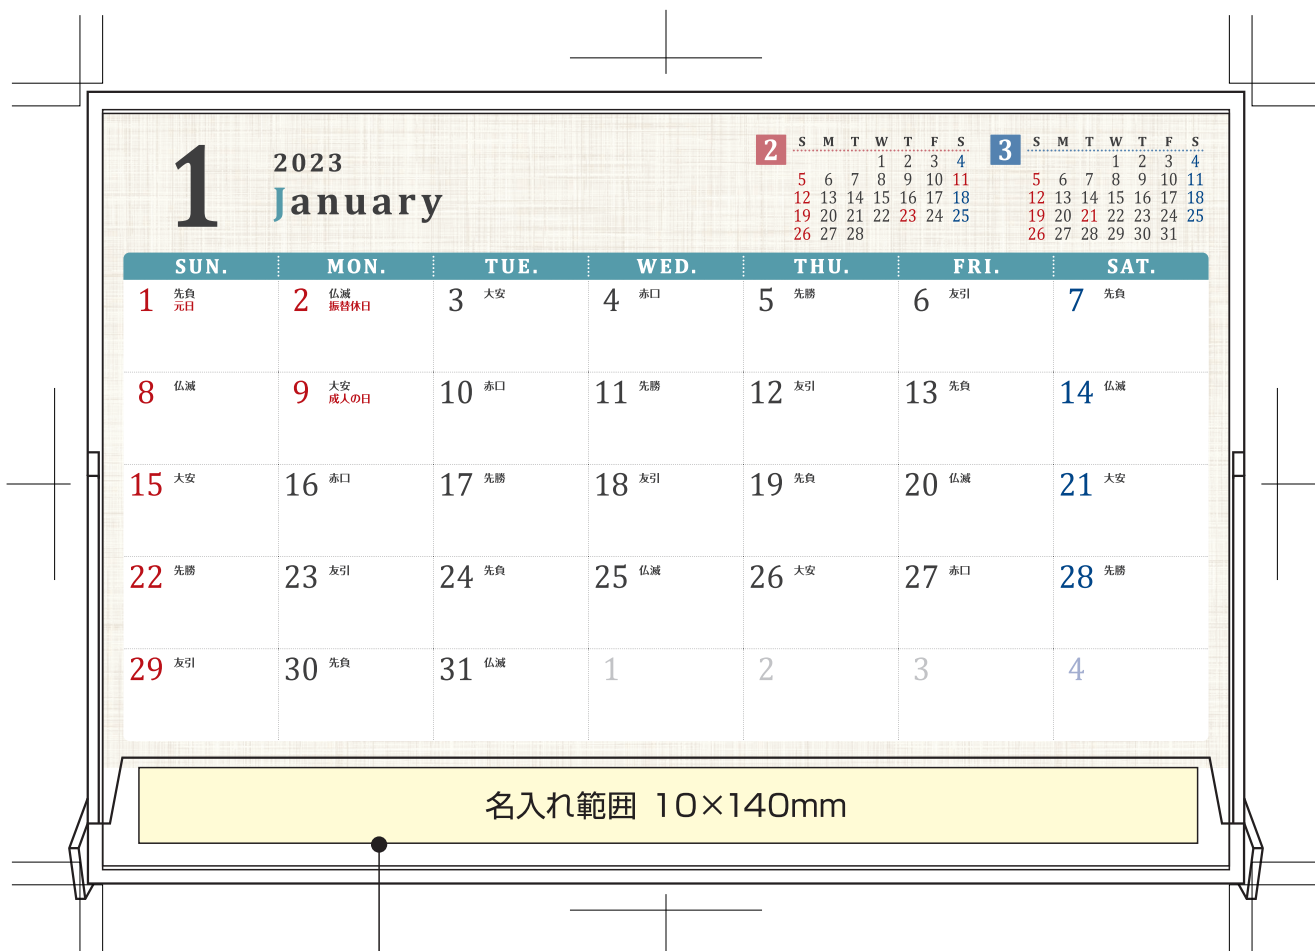 1
2023
January
2
S M T W T F S
1 2 3 4
5 6 7 8 9 10 11
12 13 14 15 16 17 18
19 20 21 22 23 24 25
26 27 28
3
S M T W T F S
1 2 3 4
5 6 7 8 9 10 11
12 13 14 15 16 17 18
19 20 21 22 23 24 25
26 27 28 29 30 31
SUN. MON. TUE. WED. THU. FRI. SAT.
1 先負 2 仏滅 3 大安 4 赤口 5 先勝 6 友引 7 先負
元日 振替休日
8 仏滅 9 大安 10 赤口 11 先勝 12 友引 13 先負 14 仏滅
成人の日
15 大安 16 赤口 17 先勝 18 友引 19 先負 20 仏滅 21 大安
22 先勝 23 友引 24 先負 25 仏滅 26 大安 27 赤口 28 先勝
29 友引 30 先負 31 仏滅 1 2 3 4
名入れ範囲 10×140mm